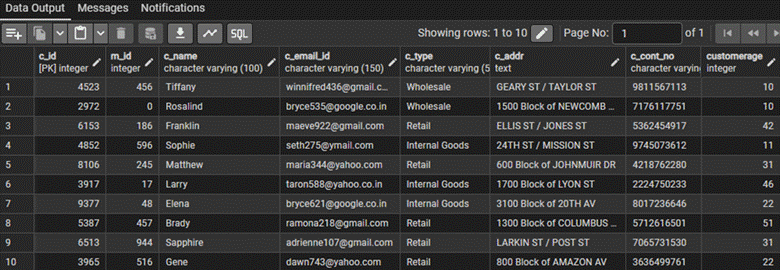 Data Output Messages Notifications
SQL Showing rows: 1 to 10 Page No: 1 of 1
c_id m_id c_name c_email_id c_type c_addr c_cont_no customerage
[PK] integer integer character varying (100) character varying (150) character varying (5 text character varying integer
1 4523 456 Tiffany winnifred436@gmail.c... Wholesale GEARY ST / TAYLOR ST 9811567113 10
2 2972 0 Rosalind bryce535@google.co.in Wholesale 1500 Block of NEWCOMB ... 7176117751 10
3 6153 186 Franklin maeve922@gmail.com Retail ELLIS ST / JONES ST 5362454917 42
4 4852 596 Sophie seth275@ymail.com Internal Goods 24TH ST / MISSION ST 9745073612 11
5 8106 245 Matthew maria344@yahoo.com Retail 600 Block of JOHNMUIR DR 4218762280 31
6 3917 17 Larry taron588@yahoo.co.in Internal Goods 1700 Block of LYON ST 2224750233 46
7 9377 48 Elena bryce621@google.co.in Internal Goods 3100 Block of 20TH AV 8017236646 22
8 5387 457 Brady ramona218@gmail.com Retail 1300 Block of COLUMBUS ... 5712616501 51
9 6513 944 Sapphire adrienne107@gmail.com Retail LARKIN ST / POST ST 7065731530 31
10 3965 516 Gene dawn743@yahoo.com Retail 800 Block of AMAZON AV 3636499761 22